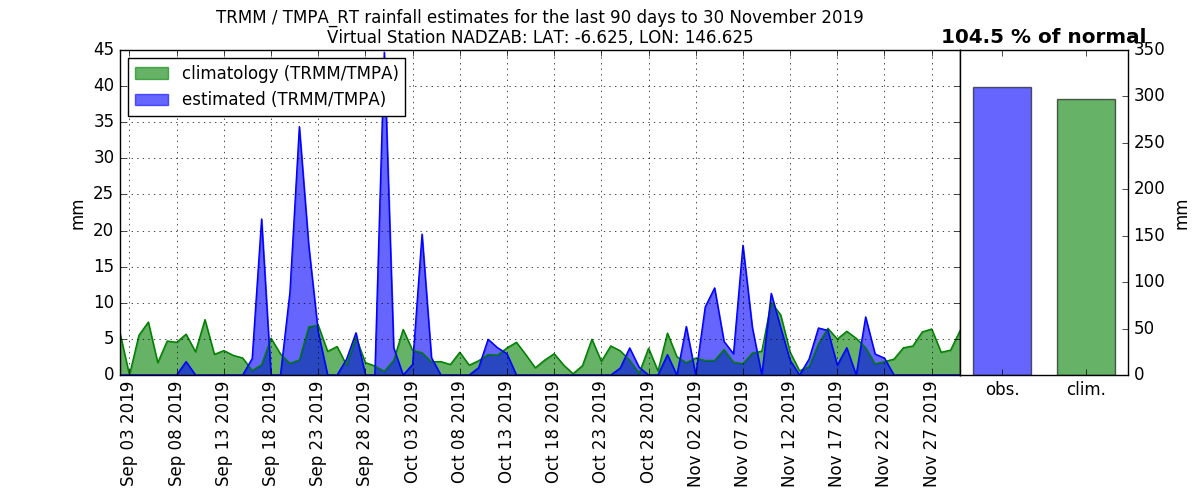 TRMM / TMPA_RT rainfall estimates for the last 90 days to 30 November 2019
Virtual Station NADZAB: LAT: -6.625, LON: 146.625
104.5 % of normal
climatology (TRMM/TMPA)
estimated (TRMM/TMPA)
mm
45
40
35
30
25
20
15
10
5
0
Sep 03 2019
Sep 08 2019
Sep 13 2019
Sep 18 2019
Sep 23 2019
Sep 28 2019
Oct 03 2019
Oct 08 2019
Oct 13 2019
Oct 18 2019
Oct 23 2019
Oct 28 2019
Nov 02 2019
Nov 07 2019
Nov 12 2019
Nov 17 2019
Nov 22 2019
Nov 27 2019
obs.
clim.
350
300
250
200
150
100
50
0
mm